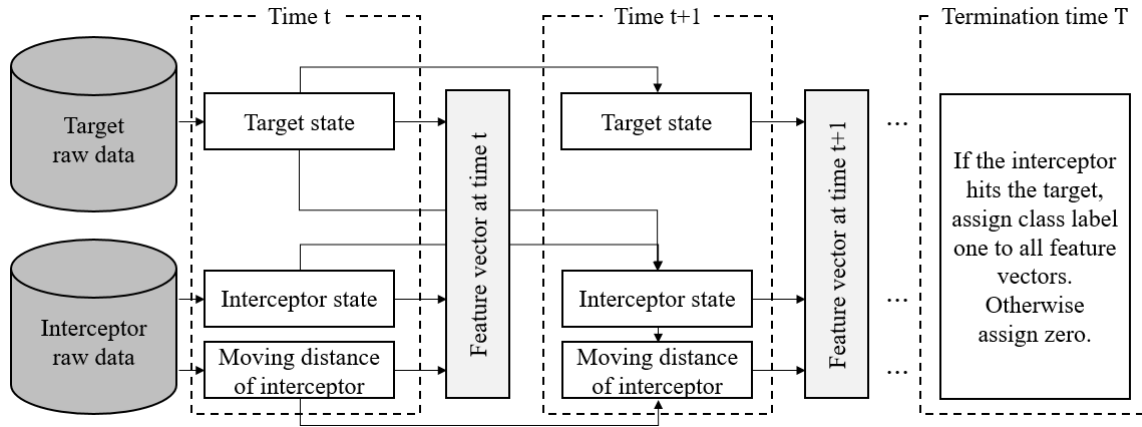 Time t
Time t+1
Termination time T
Target
raw data
Target state
Feature vector at time t
Target state
Feature vector at time t+1
...
If the interceptor
hits the target,
assign class label
one to all feature
vectors.
Otherwise
assign zero.
Interceptor
raw data
Interceptor state
Interceptor state
...
Moving distance
of interceptor
Moving distance
of interceptor
...